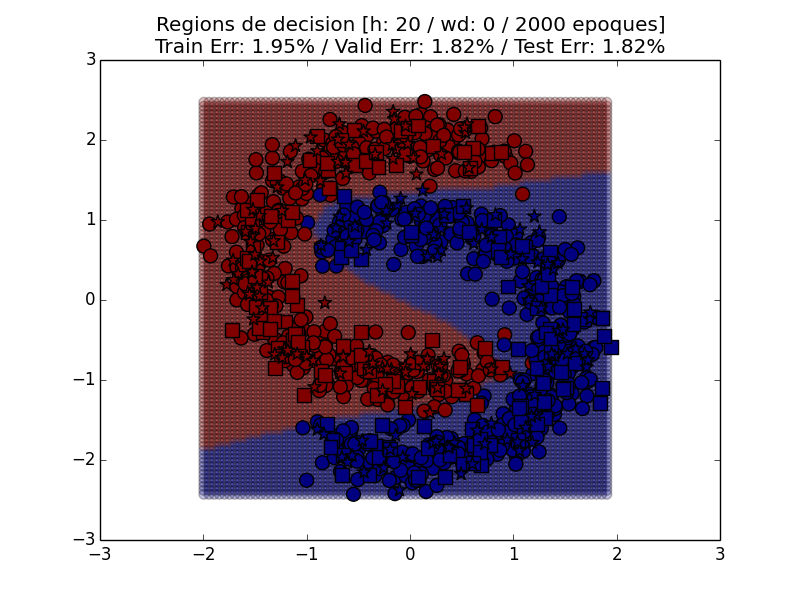 Regions de decision [h: 20 / wd: 0 / 2000 epoques]
Train Err: 1.95% / Valid Err: 1.82% / Test Err: 1.82%
3
2
1
0
−1
−2
−3
−3 −2 −1 0 1 2 3